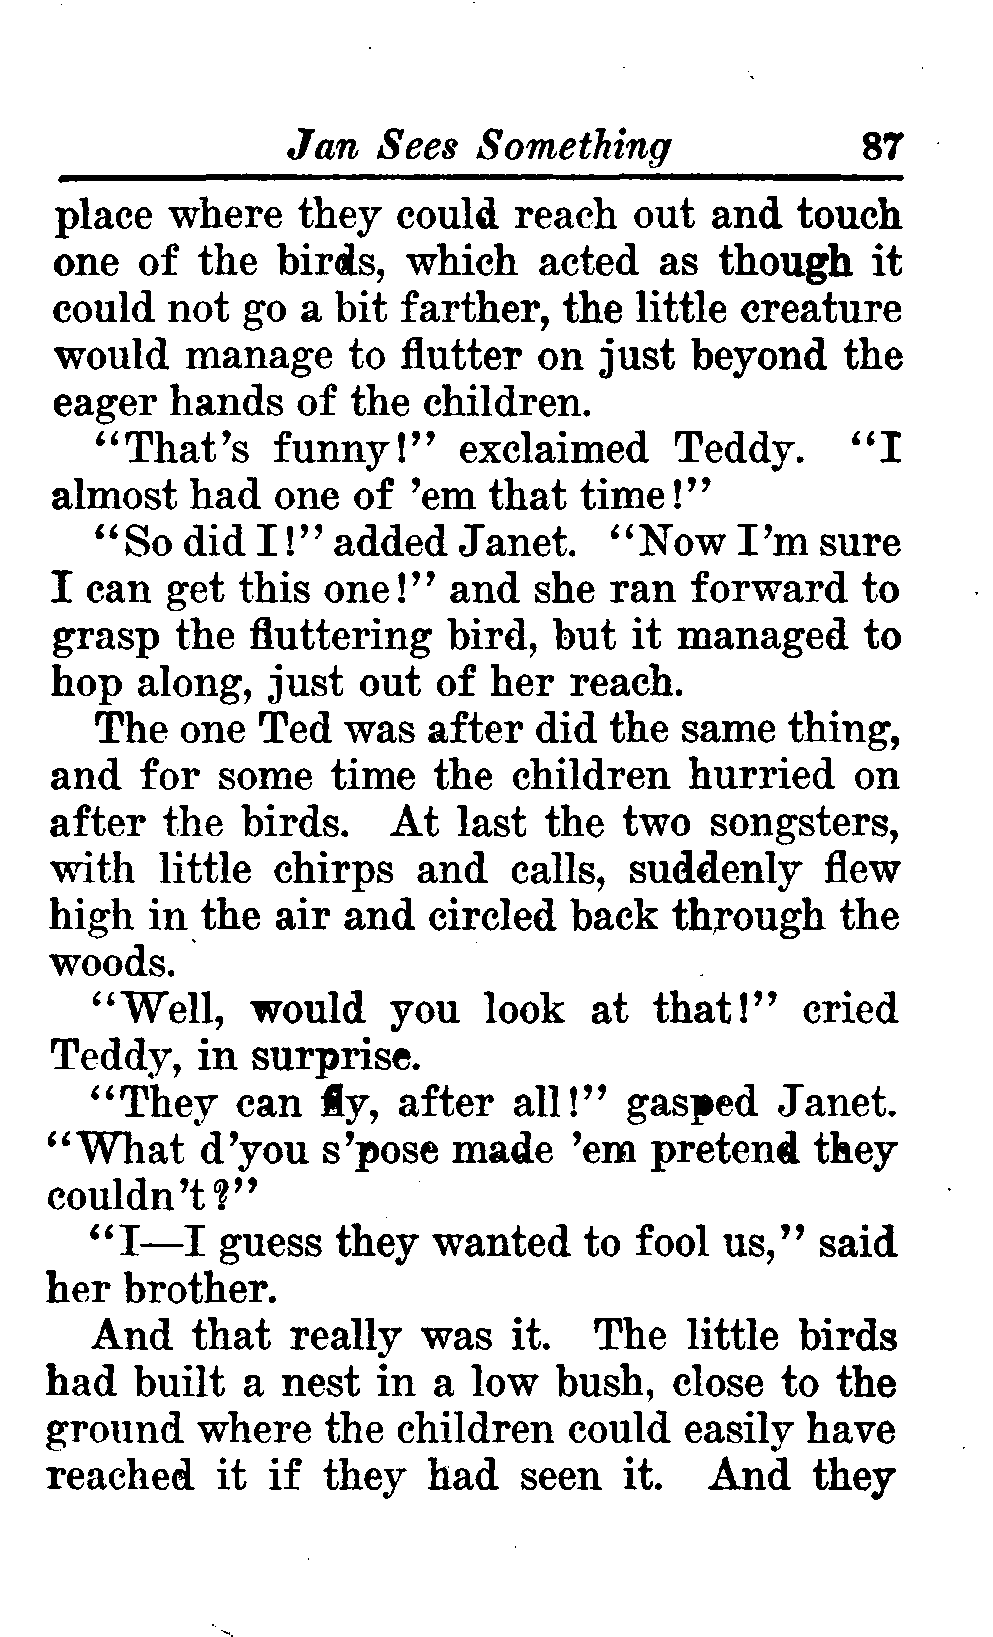 Jan Sees Something 87
place where they could reach out and touch
one of the birds, which acted as though it
could not go a bit farther, the little creature
would manage to flutter on just beyond the
eager hands of the children.
“That’s funny!” exclaimed Teddy. “I
almost had one of ’em that time!”
“So did I!” added Janet. “Now I’m sure
I can get this one!” and she ran forward to
grasp the fluttering bird, but it managed to
hop along, just out of her reach.
The one Ted was after did the same thing,
and for some time the children hurried on
after the birds. At last the two songsters,
with little chirps and calls, suddenly flew
high in the air and circled back through the
woods.
“Well, would you look at that!” cried
Teddy, in surprise.
“They can fly, after all!” gasped Janet.
“What d’you s’pose made ’em pretend they
couldn’t?”
“I—I guess they wanted to fool us,” said
her brother.
And that really was it. The little birds
had built a nest in a low bush, close to the
ground where the children could easily have
reached it if they had seen it. And they